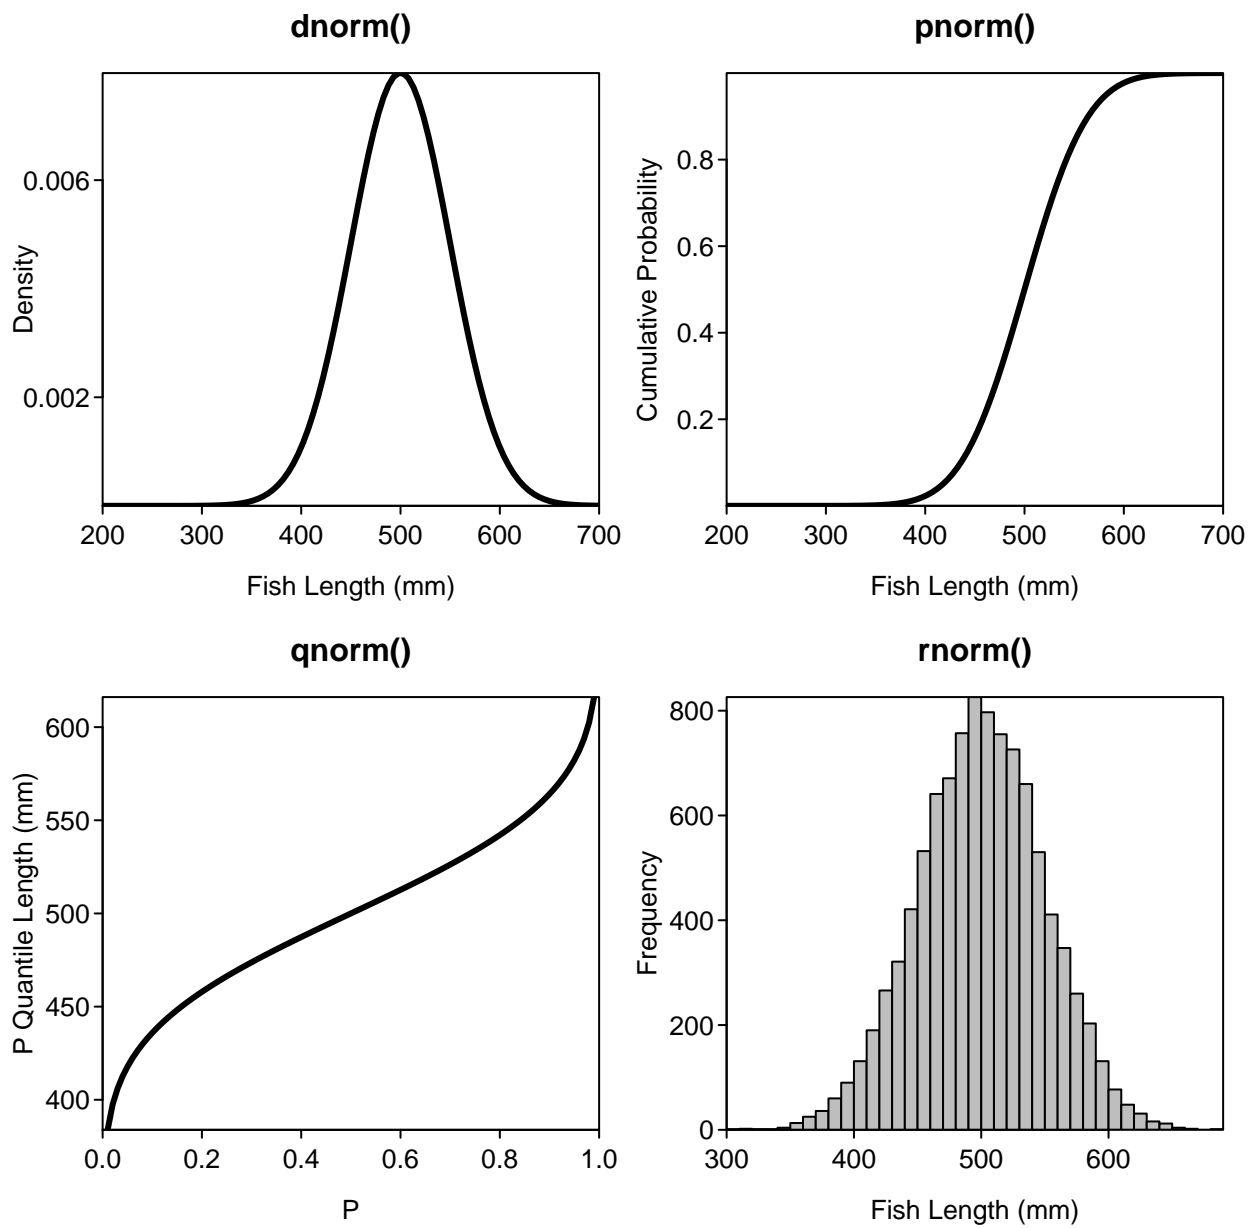 dnorm()
Density
0.006
0.002
200 300 400 500 600 700
Fish Length (mm)
pnorm()
Cumulative Probability
0.8
0.6
0.4
0.2
200 300 400 500 600 700
Fish Length (mm)
qnorm()
P Quantile Length (mm)
600
550
500
450
400
0.0 0.2 0.4 0.6 0.8 1.0
P
rnorm()
Frequency
800
600
400
200
0
300 400 500 600
Fish Length (mm)